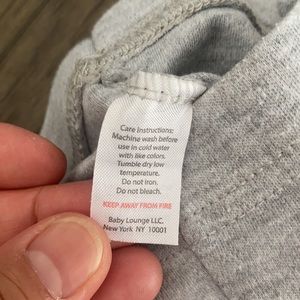 Care Instructions:
Machina wash before
use in cold water
with like colors.
Tumble dry low
temperature.
Do not iron.
Do not bleach.
KEEP AWAY FROM FIRE
Baby Lounge LLC.
New York NY 10001